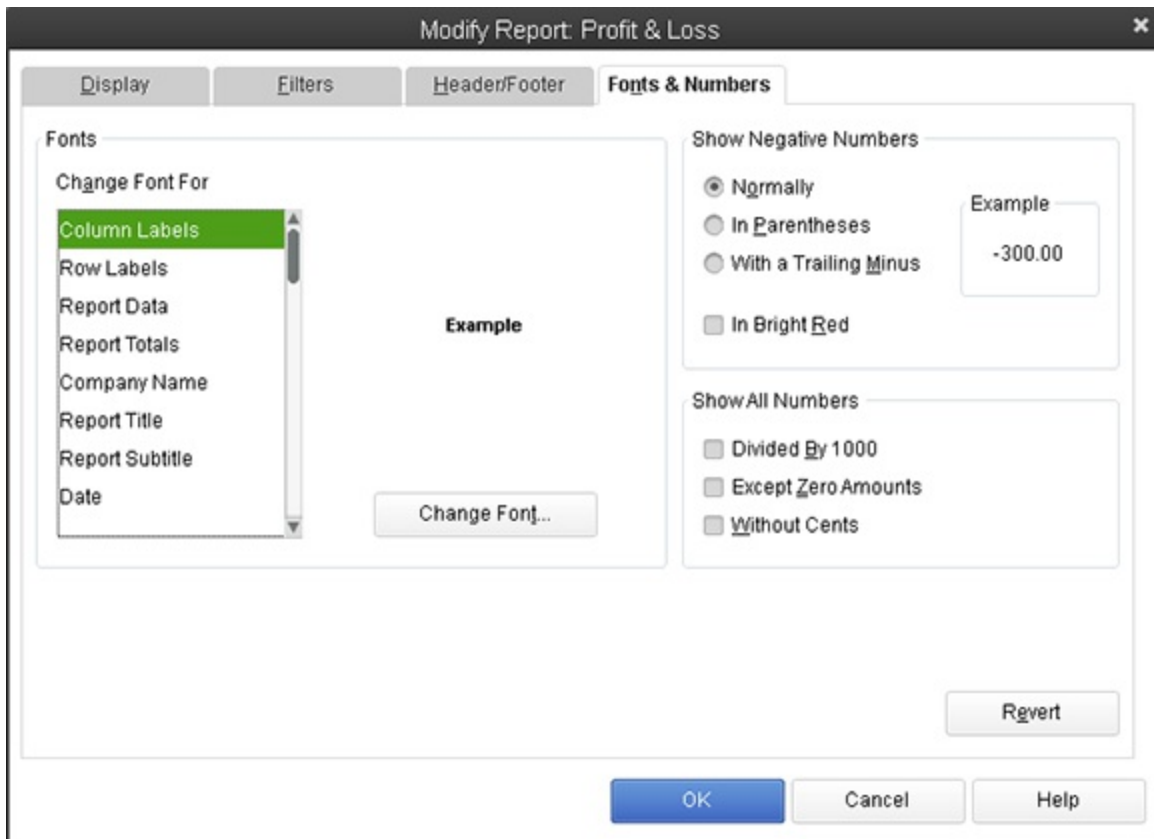 Modify Report: Profit & Loss
Display
Filters
Header/Footer
Fonts & Numbers
Fonts
Change Font For
Column Labels
Row Labels
Report Data
Report Totals
Company Name
Report Title
Report Subtitle
Date
Example
Change Font...
Show Negative Numbers
Normally
In Parentheses
With a Trailing Minus
In Bright Red
Example
-300.00
Show All Numbers
Divided By 1000
Except Zero Amounts
Without Cents
Revert
OK
Cancel
Help